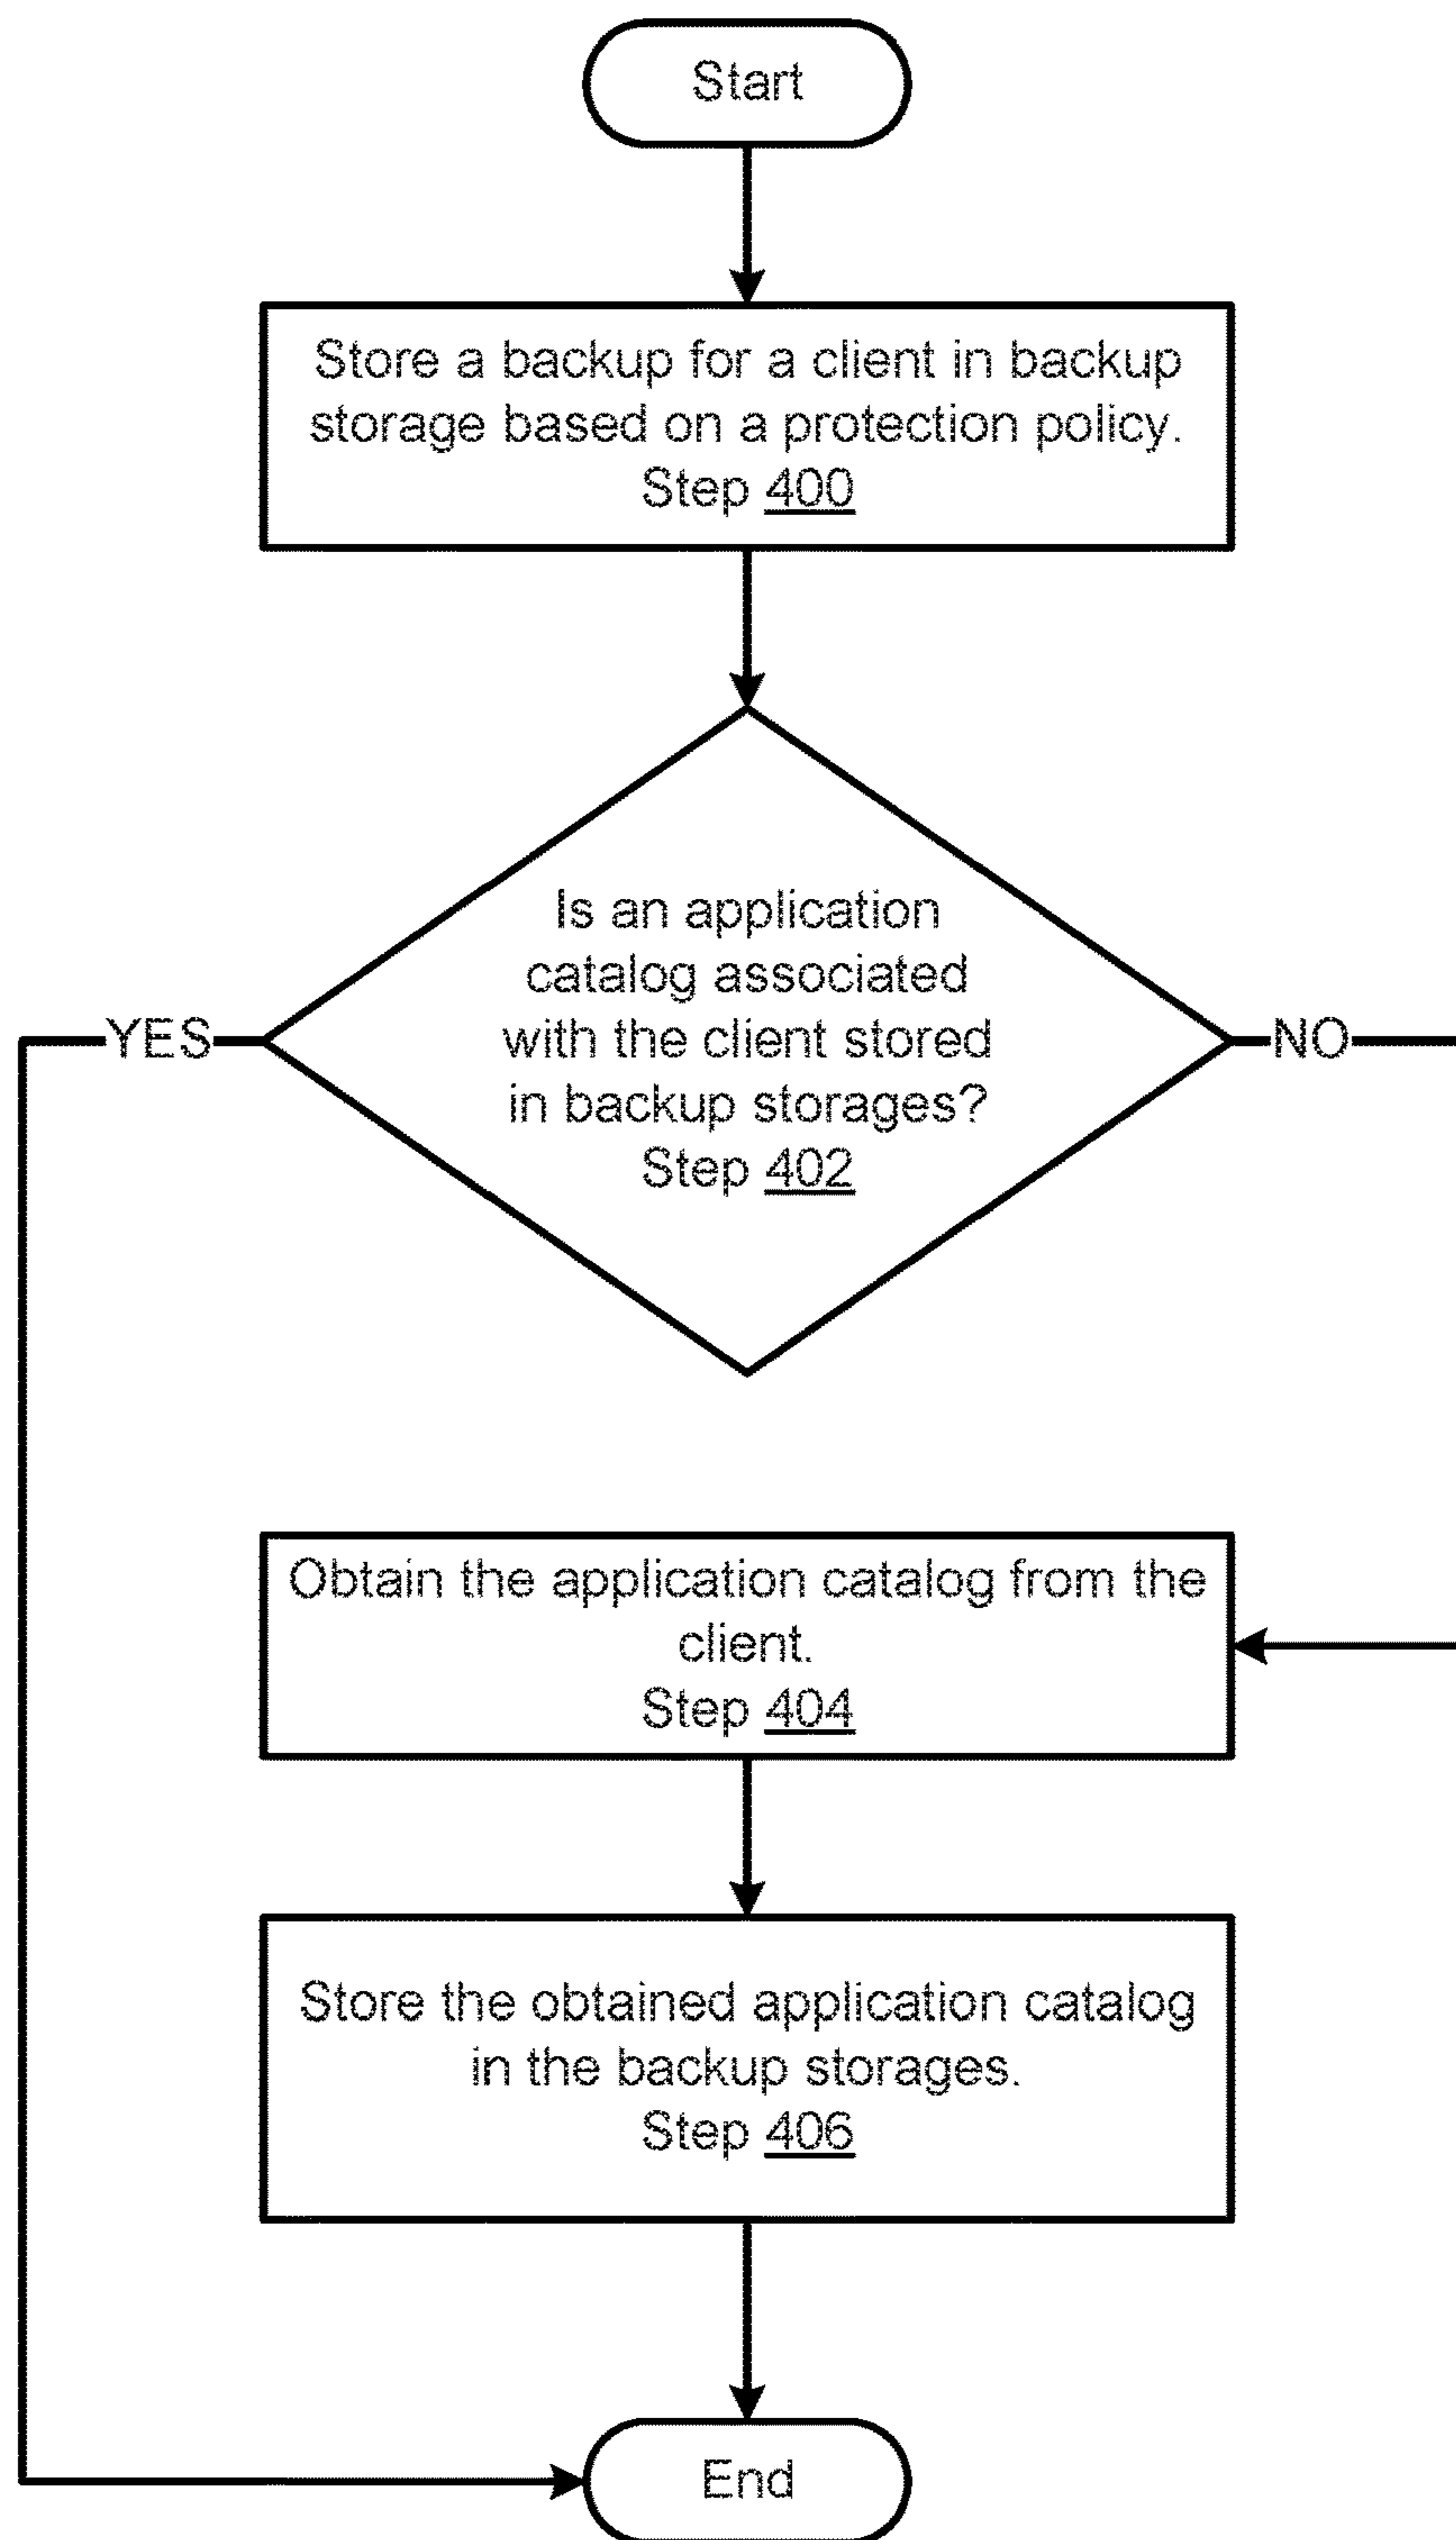 Start
Store a backup for a client in backup
storage based on a protection policy.
Step 400
Is an application
catalog associated
with the client stored
in backup storages?
Step 402
YES
NO
Obtain the application catalog from the
client.
Step 404
Store the obtained application catalog
in the backup storages.
Step 406
End